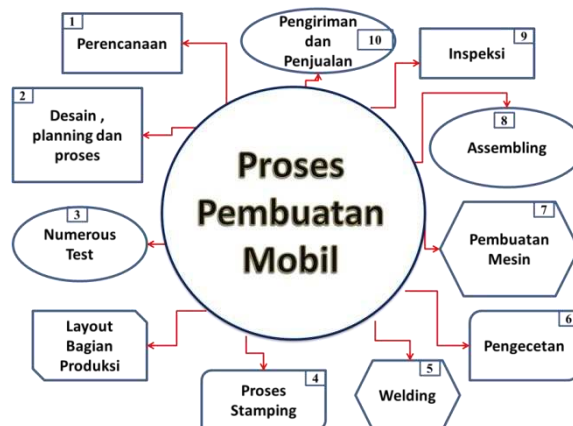 Proses
Pembuatan
Mobil
1
Perencanaan
2
Desain ,
planning dan
proses
3
Numerous
Test
Layout
Bagian
Produksi
4
Proses
Stamping
5
Welding
6
Pengecetan
7
Pembuatan
Mesin
8
Assembling
9
Inspeksi
10
Pengiriman
dan
Penjualan